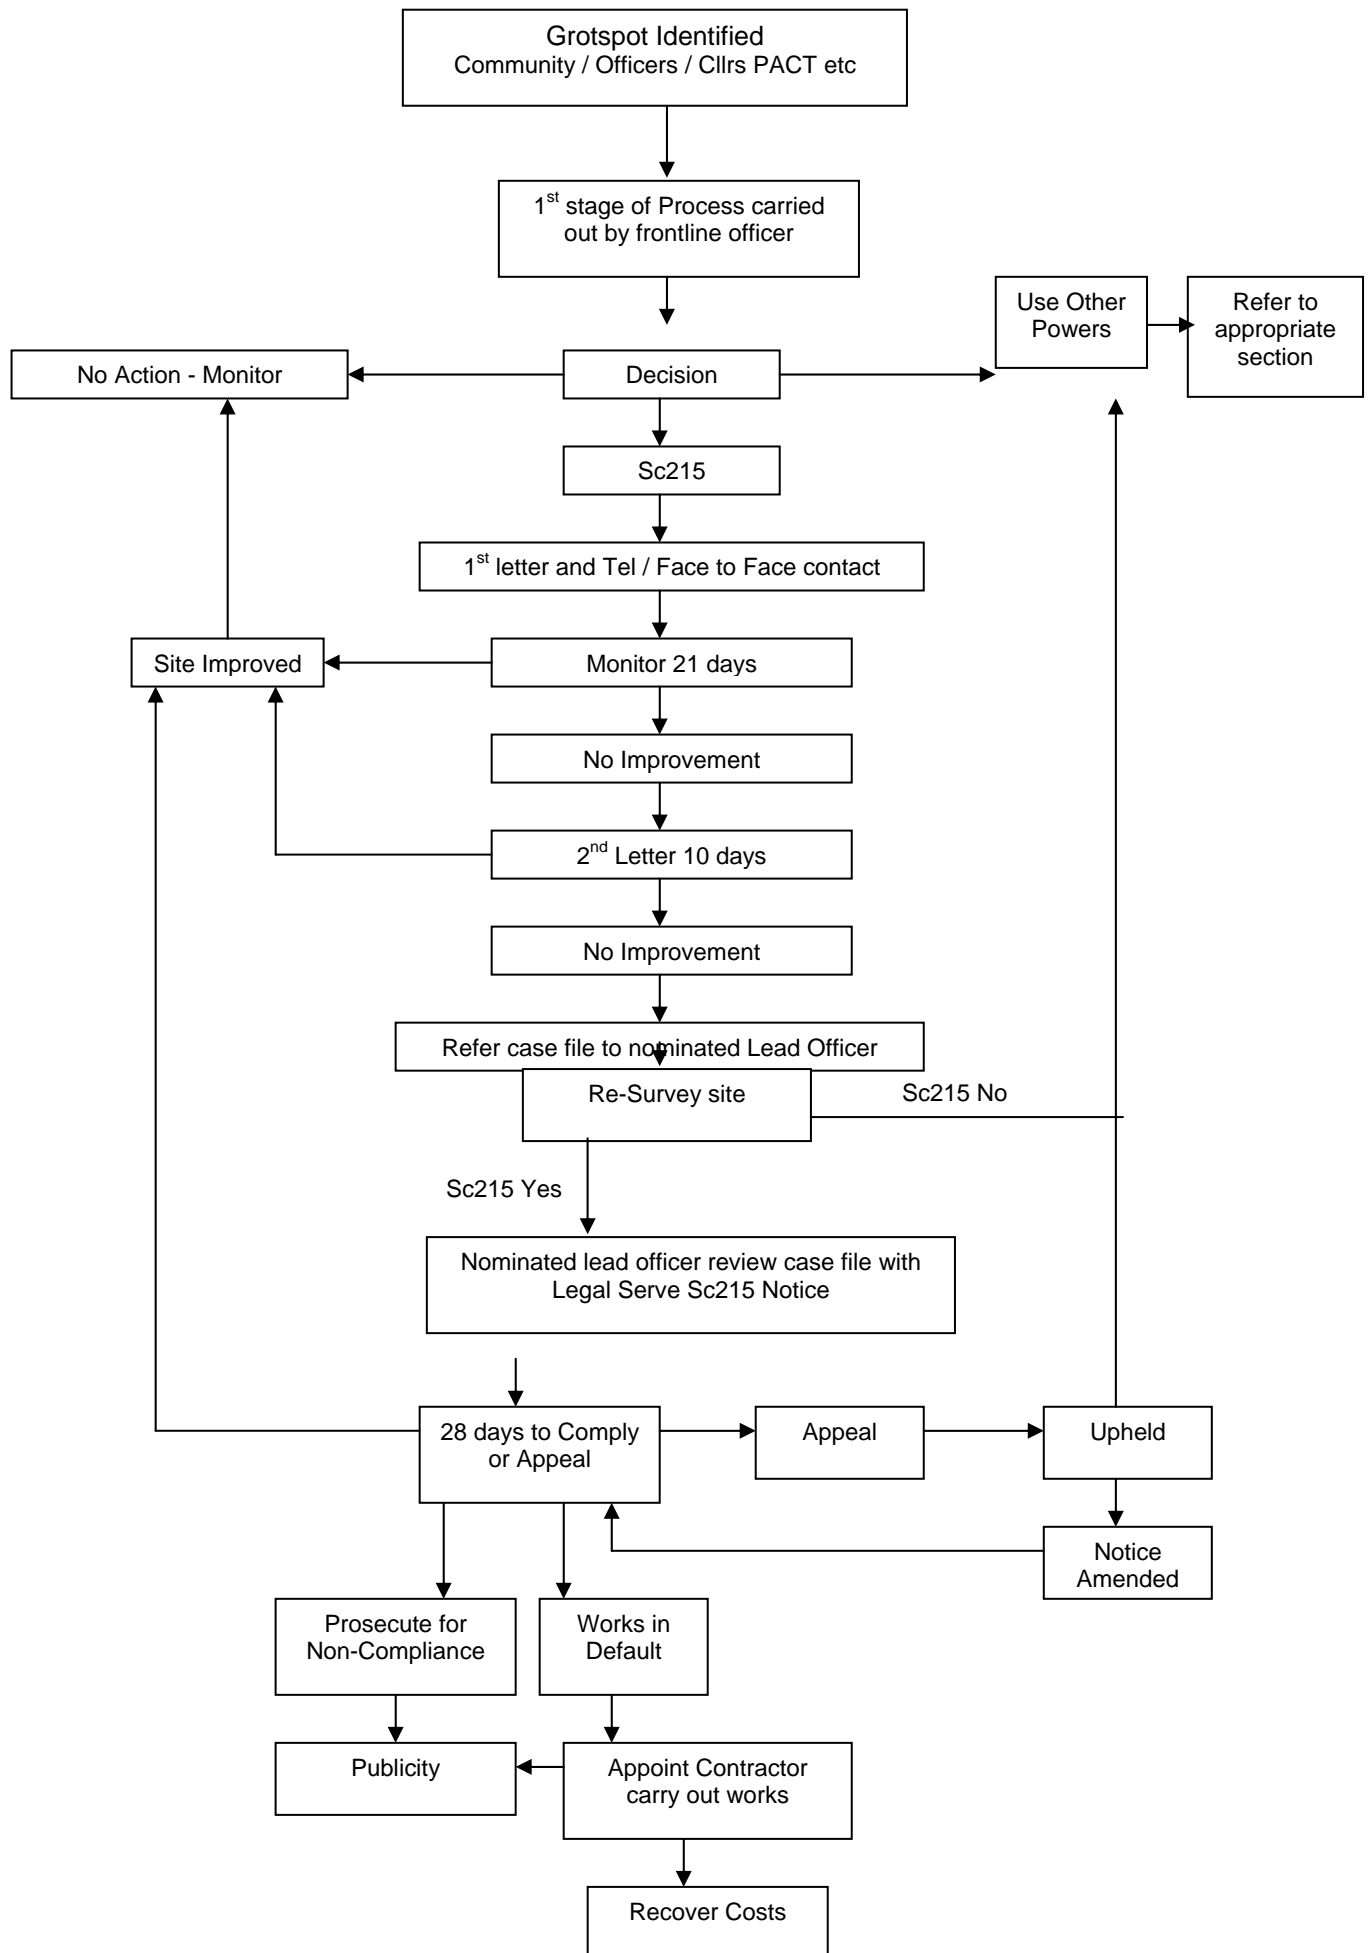 Grotspot Identified
Community / Officers / Cllrs PACT etc
1st stage of Process carried
out by frontline officer
Use Other
Powers
Refer to
appropriate
section
No Action - Monitor
Decision
Sc215
1st letter and Tel / Face to Face contact
Site Improved
Monitor 21 days
No Improvement
2nd Letter 10 days
No Improvement
Refer case file to nominated Lead Officer
Re-Survey site
Sc215 No
Sc215 Yes
Nominated lead officer review case file with
Legal Serve Sc215 Notice
28 days to Comply
or Appeal
Appeal
Upheld
Notice
Amended
Prosecute for
Non-Compliance
Works in
Default
Publicity
Appoint Contractor
carry out works
Recover Costs